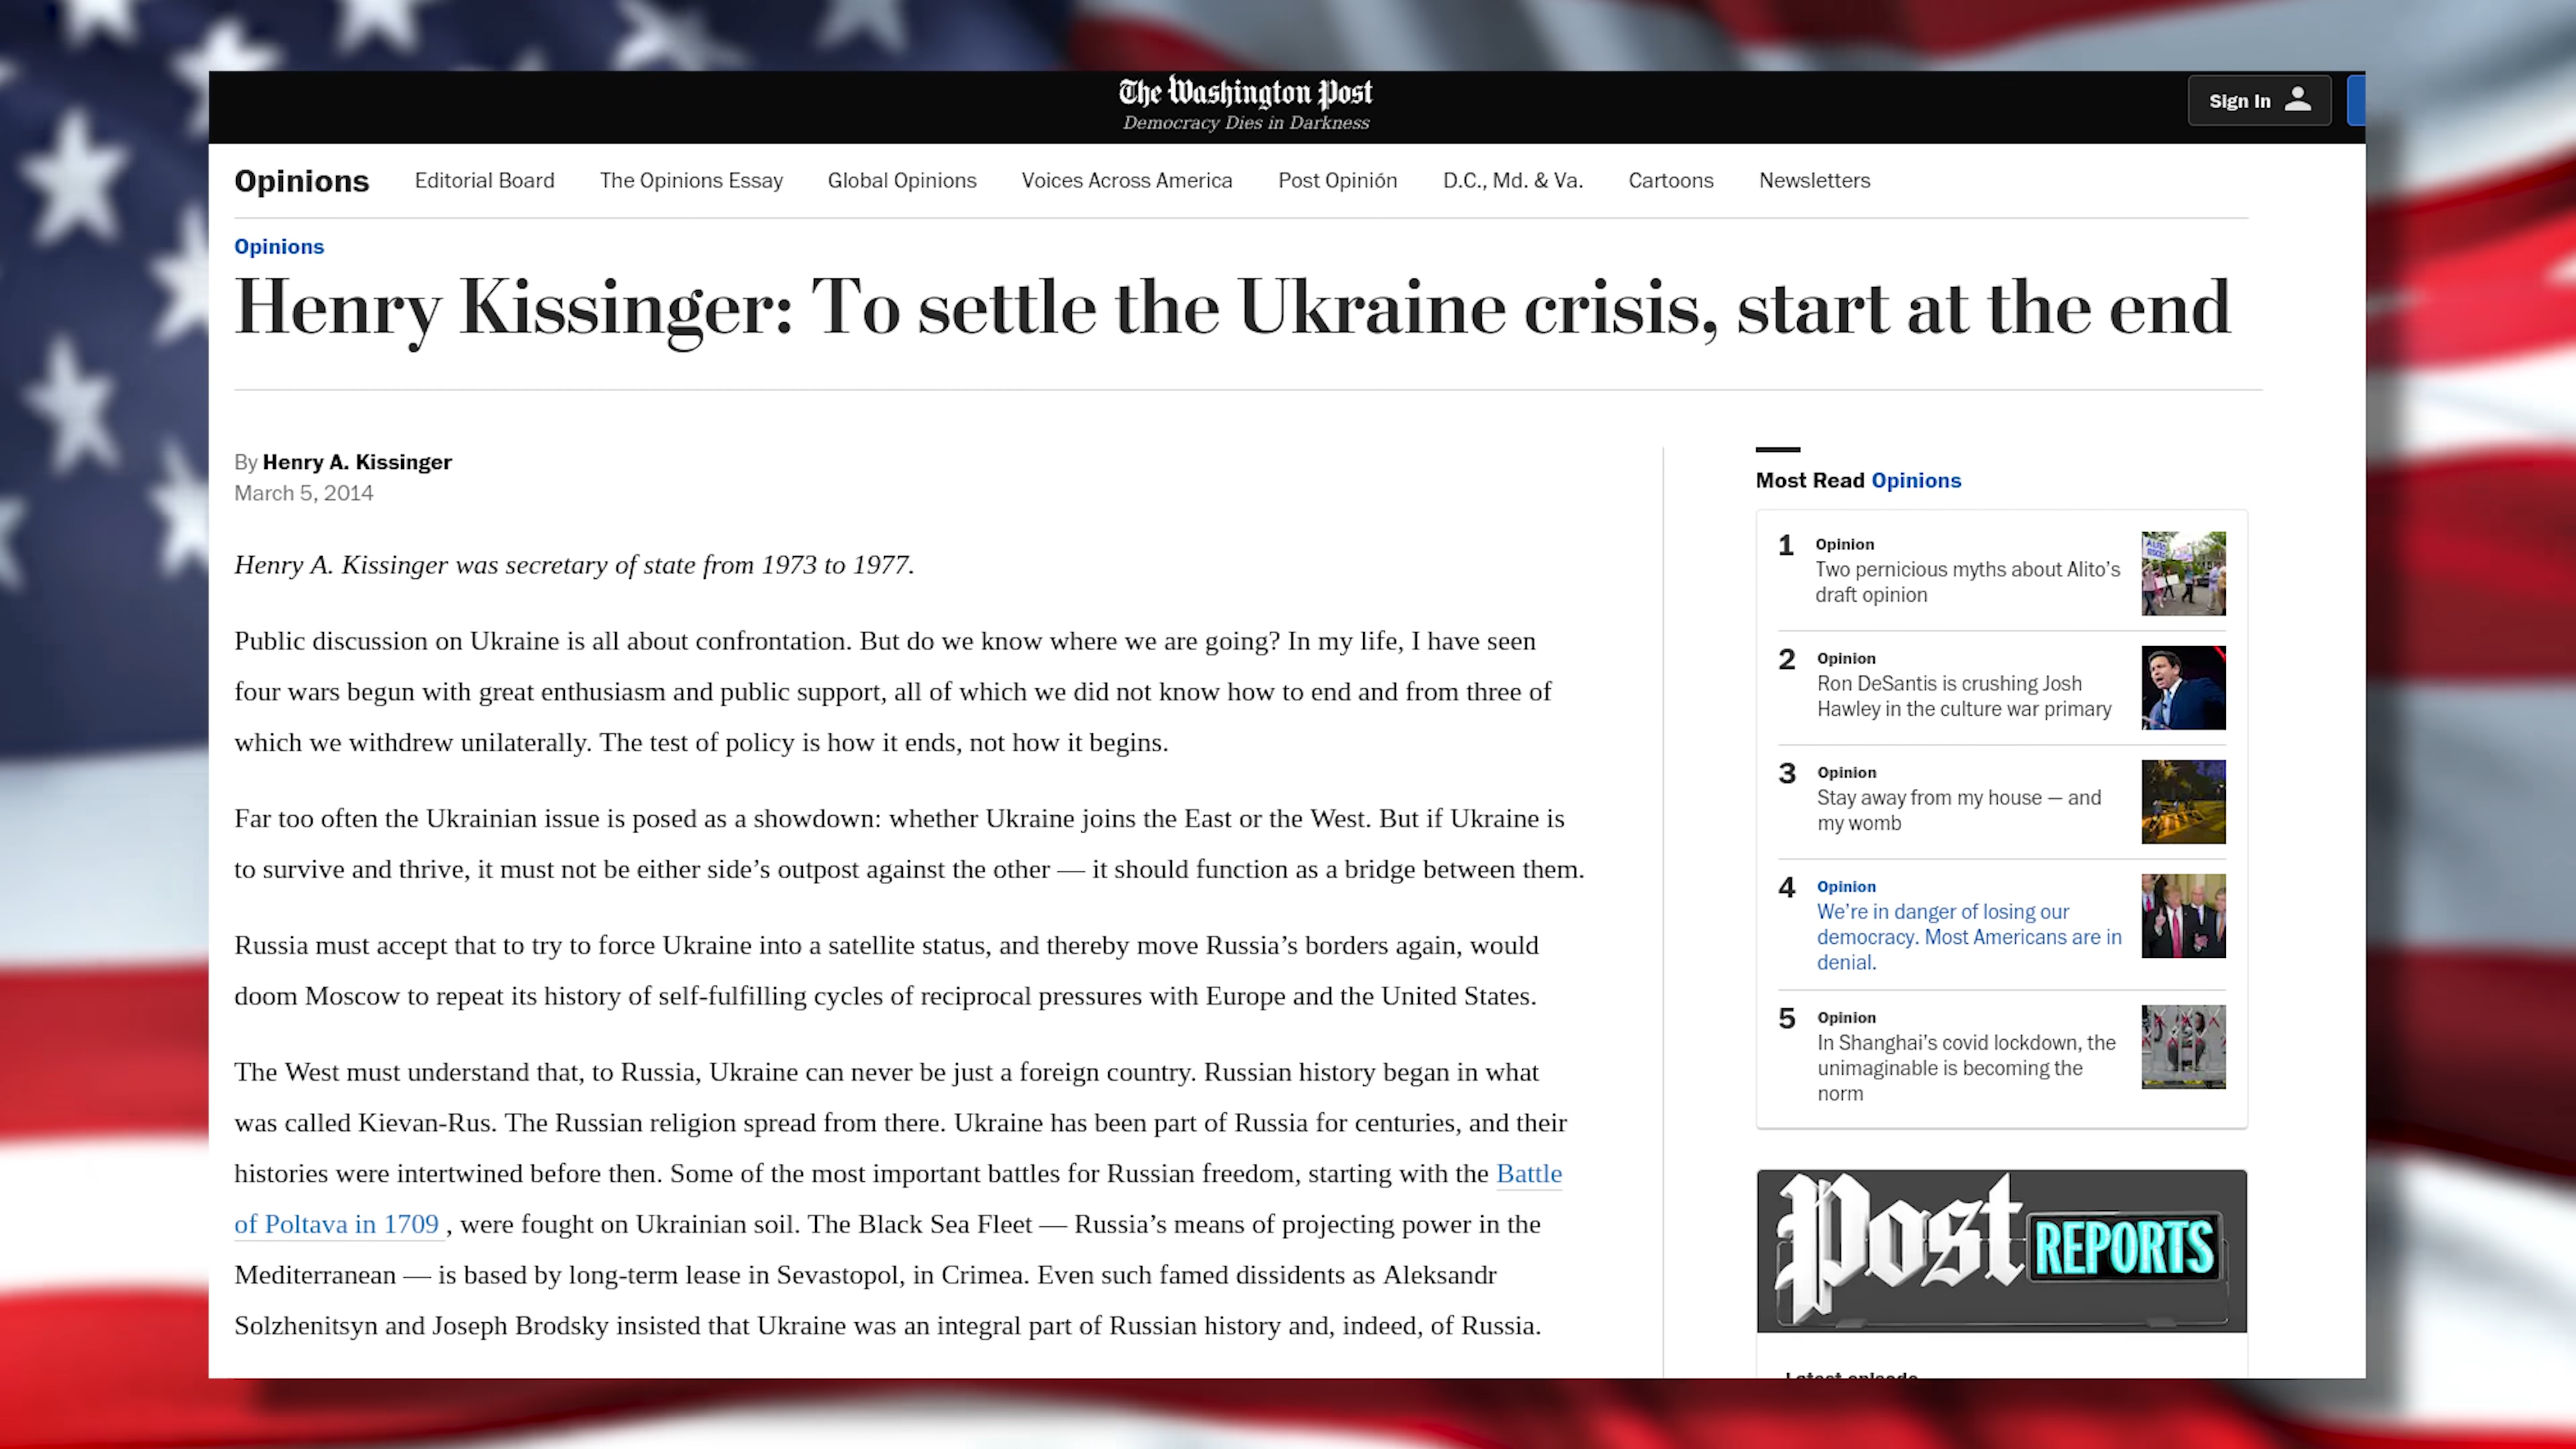 The Washington Post
Democracy Dies in Darkness
Sign In
Opinions
Editorial Board
The Opinions Essay
Global Opinions
Voices Across America
Post Opinión
D.C., Md. & Va.
Cartoons
Newsletters
Opinions
Henry Kissinger: To settle the Ukraine crisis, start at the end
By Henry A. Kissinger
March 5, 2014
Henry A. Kissinger was secretary of state from 1973 to 1977.
Public discussion on Ukraine is all about confrontation. But do we know where we are going? In my life, I have seen
four wars begun with great enthusiasm and public support, all of which we did not know how to end and from three of
which we withdrew unilaterally. The test of policy is how it ends, not how it begins.
Far too often the Ukrainian issue is posed as a showdown: whether Ukraine joins the East or the West. But if Ukraine is
to survive and thrive, it must not be either side’s outpost against the other — it should function as a bridge between them.
Russia must accept that to try to force Ukraine into a satellite status, and thereby move Russia’s borders again, would
doom Moscow to repeat its history of self-fulfilling cycles of reciprocal pressures with Europe and the United States.
The West must understand that, to Russia, Ukraine can never be just a foreign country. Russian history began in what
was called Kievan-Rus. The Russian religion spread from there. Ukraine has been part of Russia for centuries, and their
histories were intertwined before then. Some of the most important battles for Russian freedom, starting with the Battle
of Poltava in 1709 , were fought on Ukrainian soil. The Black Sea Fleet — Russia’s means of projecting power in the
Mediterranean — is based by long-term lease in Sevastopol, in Crimea. Even such famed dissidents as Aleksandr
Solzhenitsyn and Joseph Brodsky insisted that Ukraine was an integral part of Russian history and, indeed, of Russia.
Most Read Opinions
1
Opinion
Two pernicious myths about Alito’s
draft opinion
2
Opinion
Ron DeSantis is crushing Josh
Hawley in the culture war primary
3
Opinion
Stay away from my house — and
my womb
4
Opinion
We’re in danger of losing our
democracy. Most Americans are in
denial.
5
Opinion
In Shanghai’s covid lockdown, the
unimaginable is becoming the
norm
Post REPORTS
Latest episode